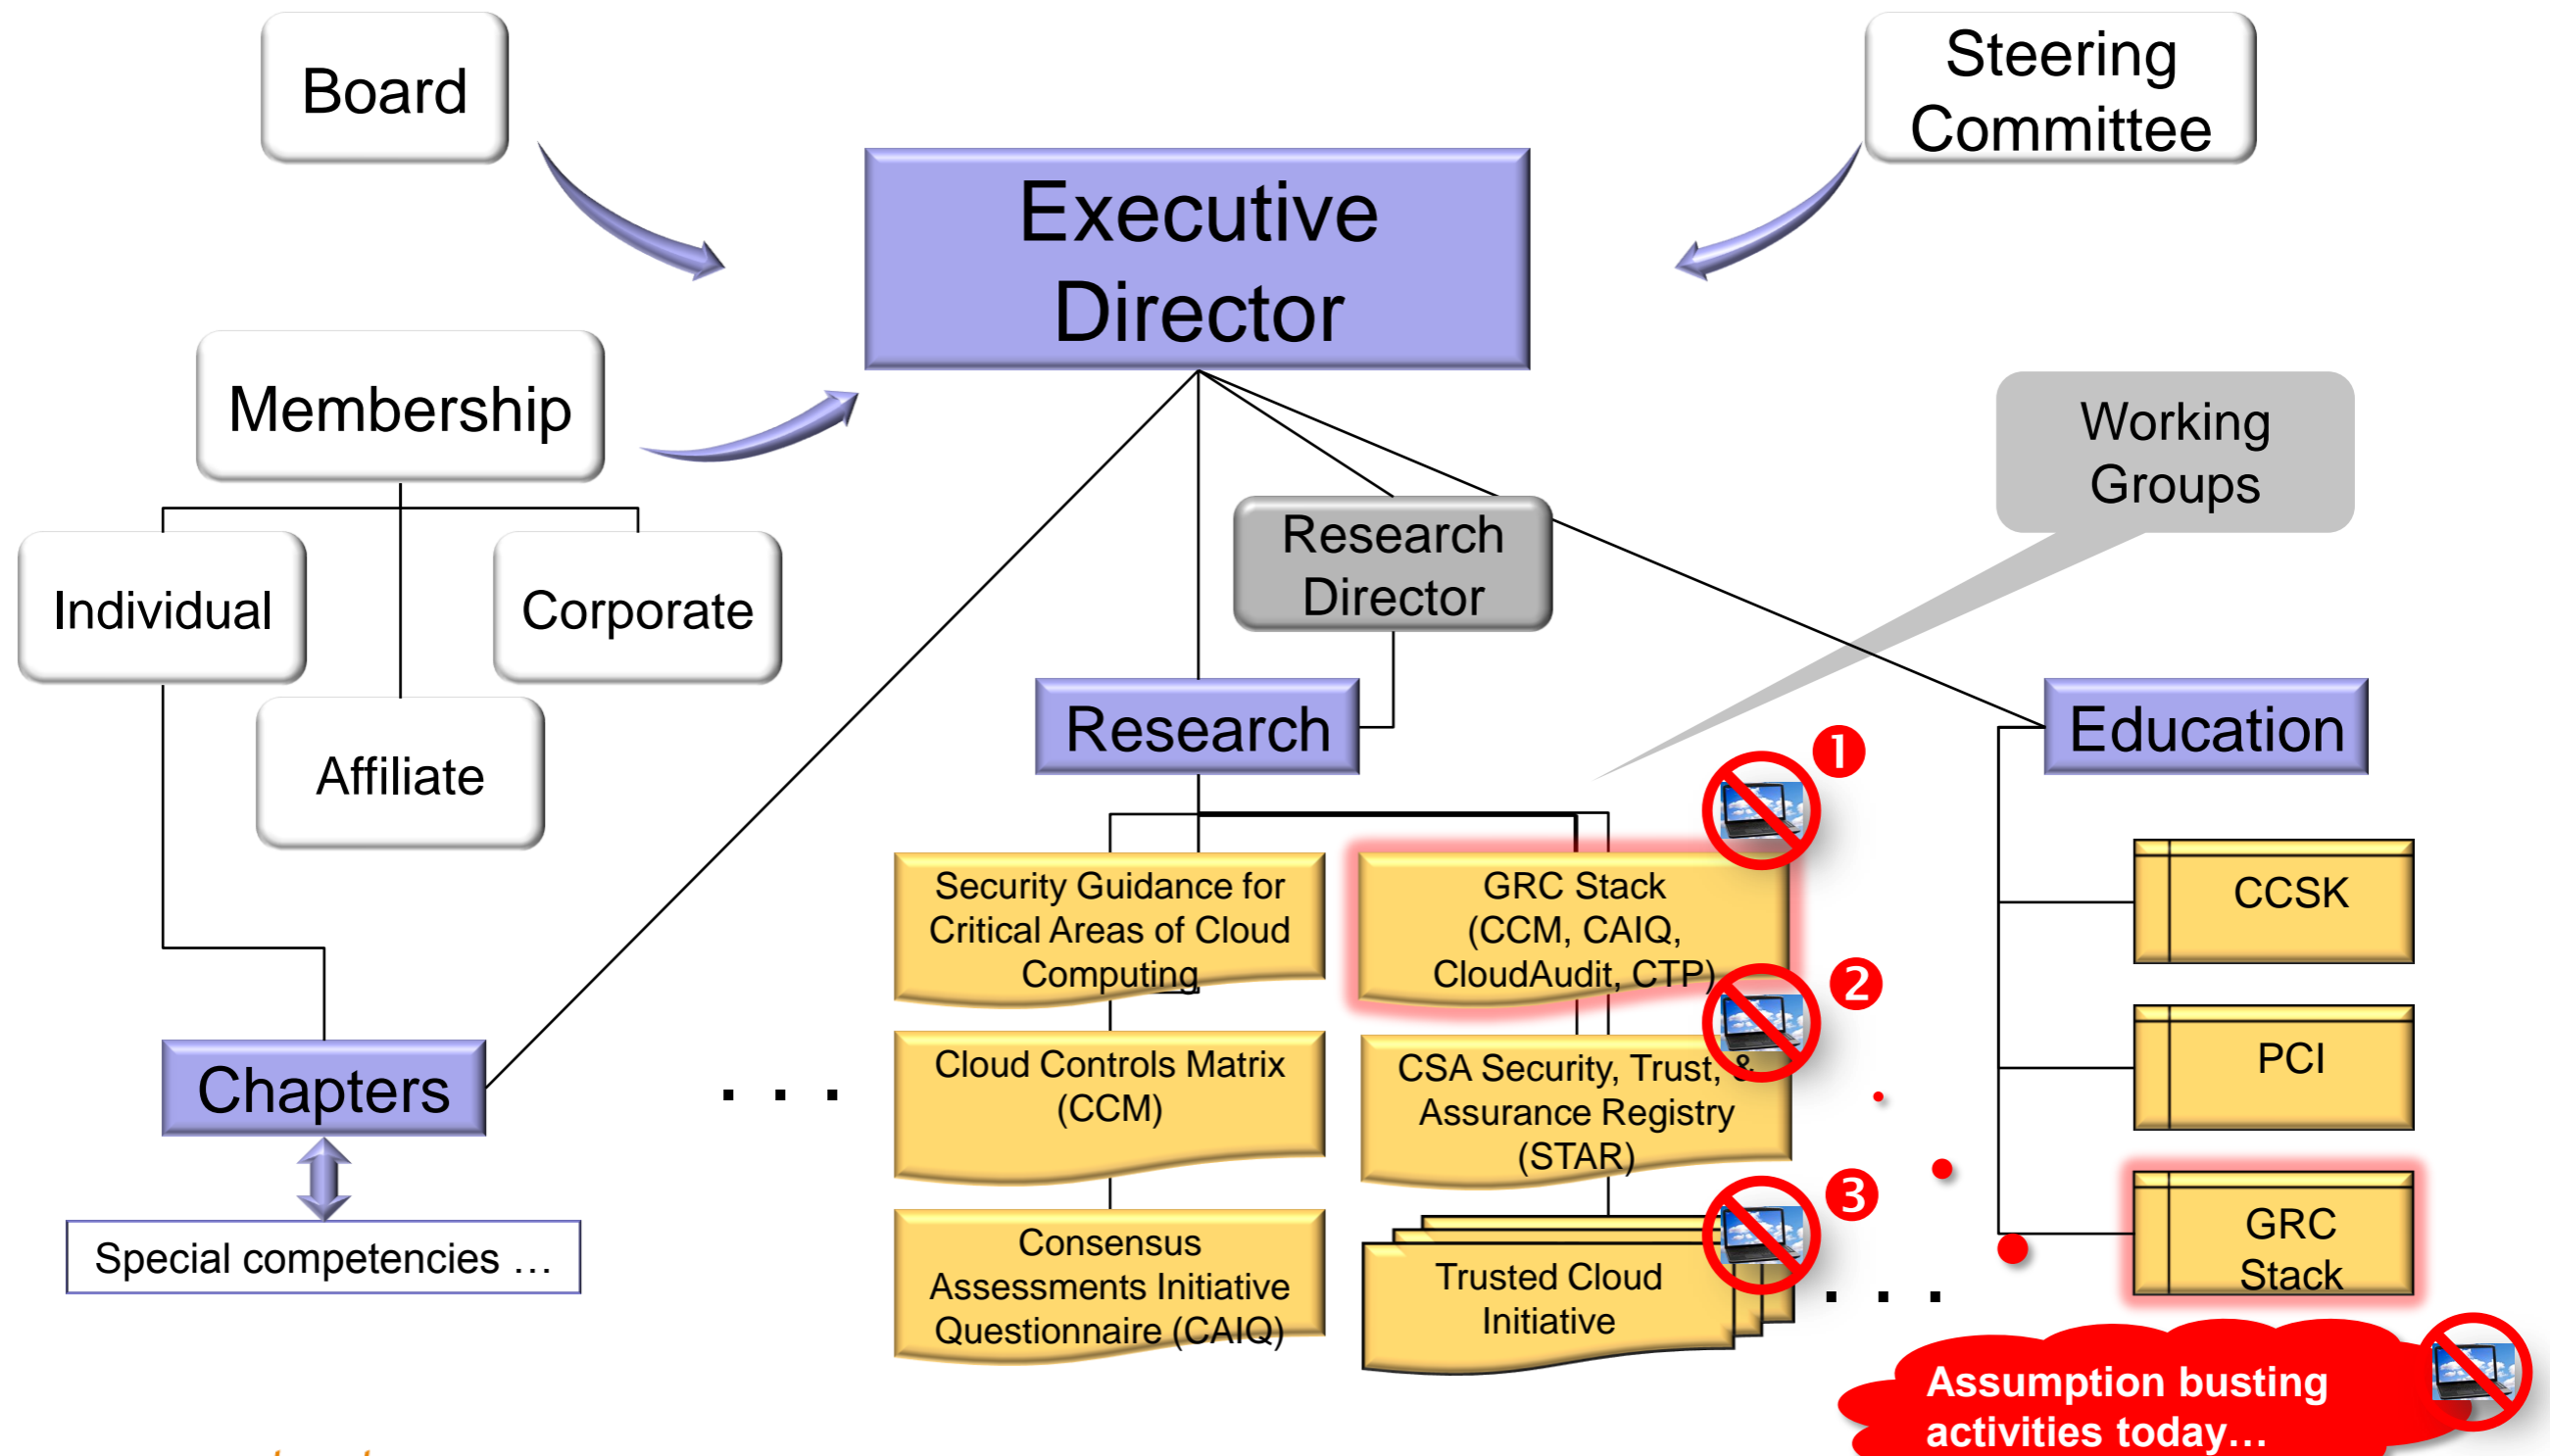 Board
Steering
Committee
Executive
Director
Membership
Working
Groups
Individual
Corporate
Research
Director
Affiliate
Research
Education
1
Security Guidance for
Critical Areas of Cloud
Computing
GRC Stack
(CCM, CAIQ,
CloudAudit, CTP)
CCSK
2
Chapters
. . .
Cloud Controls Matrix
(CCM)
CSA Security, Trust, &
Assurance Registry
(STAR)
PCI
3
Special competencies …
Consensus
Assessments Initiative
Questionnaire (CAIQ)
Trusted Cloud
Initiative
. . .
GRC
Stack
Assumption busting
activities today…